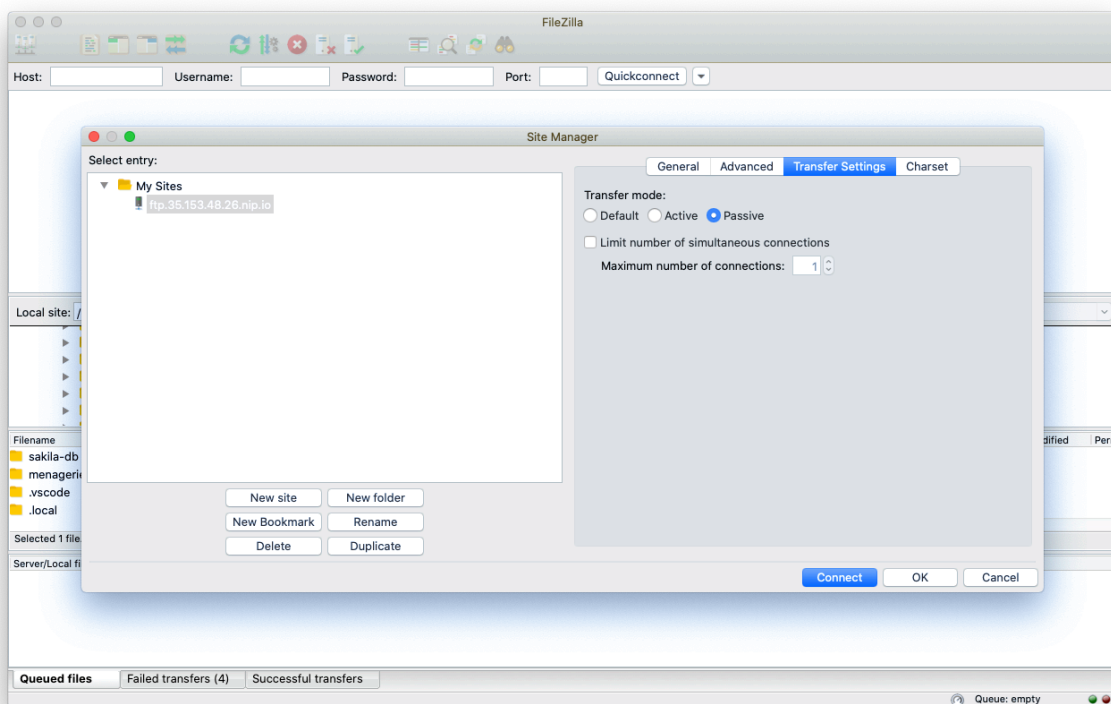 FileZilla
Host: Username: Password: Port: Quickconnect
Site Manager
Select entry:
My Sites
ftp.35.153.48.26.nip.io
General Advanced Transfer Settings Charset
Transfer mode:
Default Active Passive
Limit number of simultaneous connections
Maximum number of connections: 1
New site New folder
New Bookmark Rename
Delete Duplicate
Connect OK Cancel
Local site: /
Filename dified Per
sakila-db
menagerie
.vscode
.local
Selected 1 file.
Server/Local fi
Queued files Failed transfers (4) Successful transfers
Queue: empty